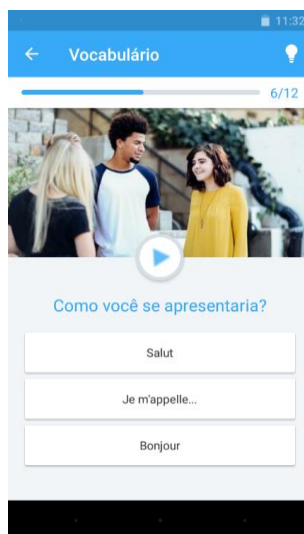 11:32
Vocabulário
6/12
Como você se apresentaria?
Salut
Je m'appelle...
Bonjour